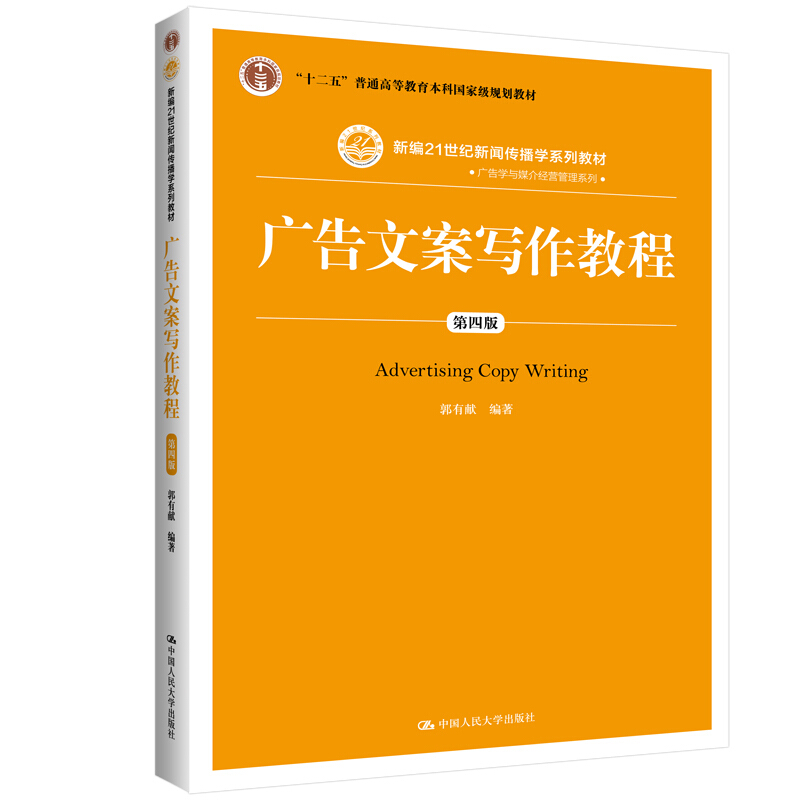 新编21世纪新闻传播学系列教材
广告文案写作教程
第四版
郭有献 编著
中国人民大学出版社
“十二五”普通高等教育本科国家级规划教材
21
新编21世纪新闻传播学系列教材
·广告学与媒介经营管理系列·
广告文案写作教程
第四版
Advertising Copy Writing
郭有献 编著
中国人民大学出版社